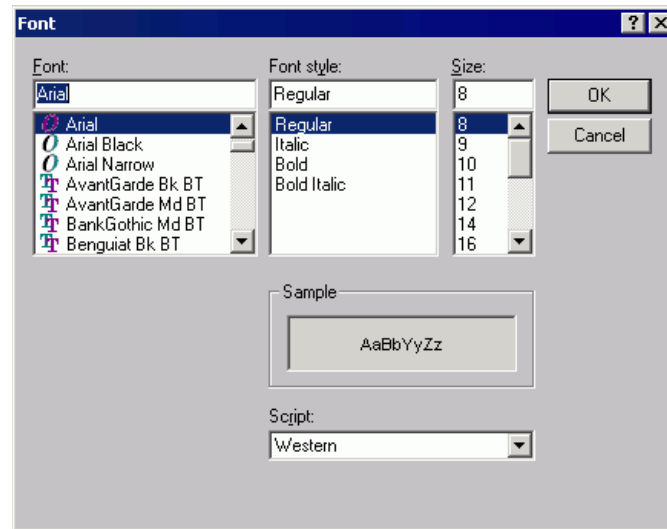 Font
Font:
Arial
Arial
Arial Black
Arial Narrow
AvantGarde Bk BT
AvantGarde Md BT
BankGothic Md BT
Benguiat Bk BT
Font style:
Regular
Regular
Italic
Bold
Bold Italic
Size:
8
8
9
10
11
12
14
16
OK
Cancel
Sample
AaBbYyZz
Script:
Western